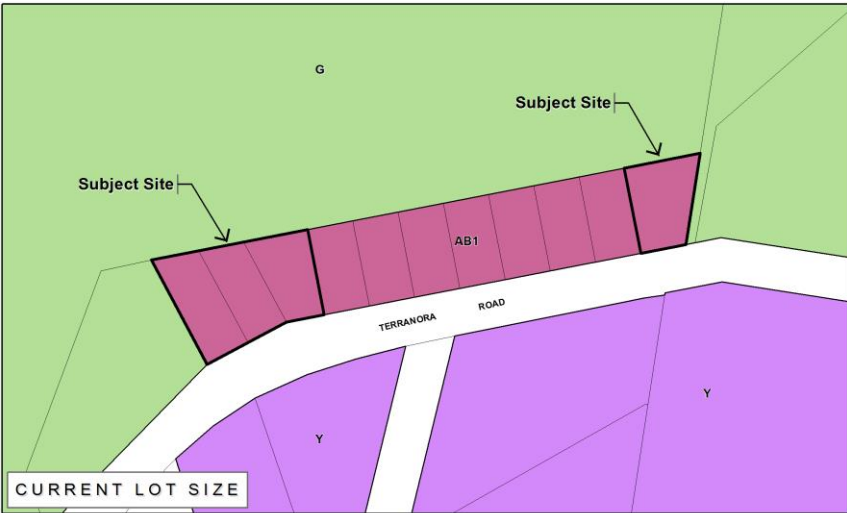 G
Subject Site
Subject Site
AB1
TERRANORA ROAD
Y
Y
CURRENT LOT SIZE